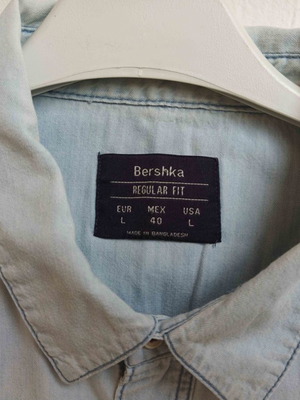 Bershka
REGULAR FIT
EUR MEX USA
L 40 L
MADE IN BANGLADESH